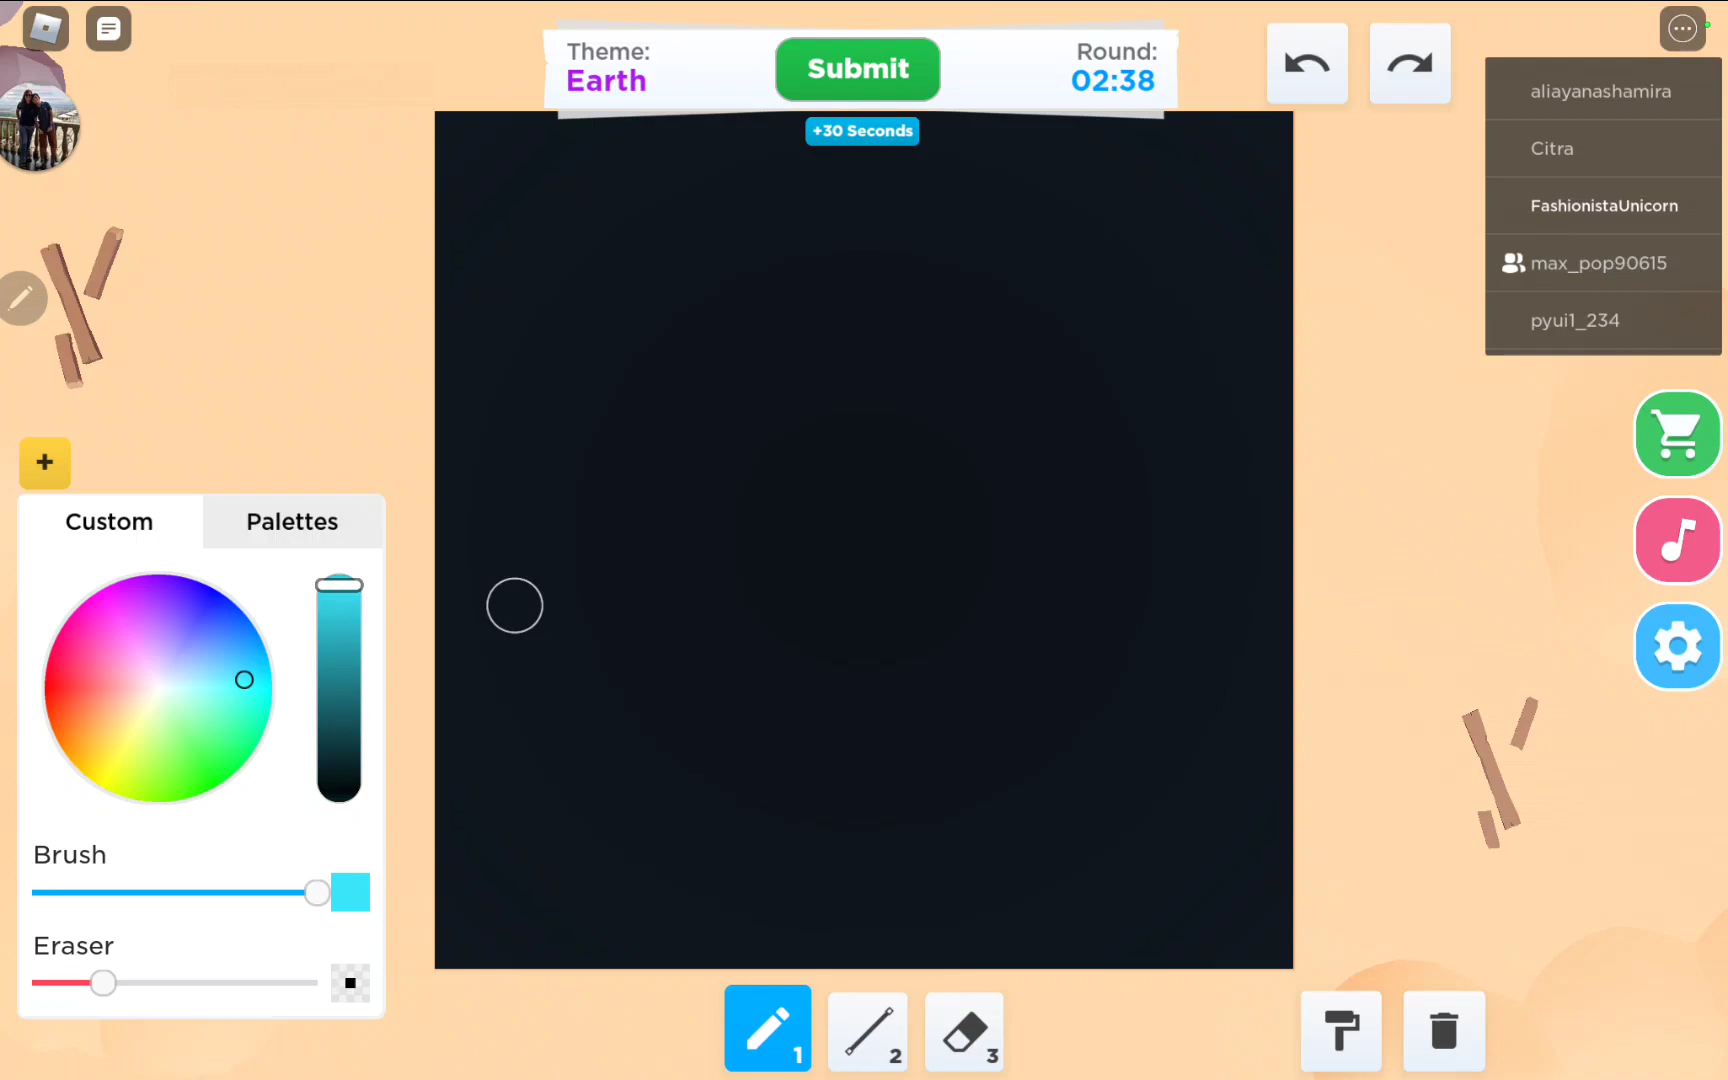 Theme:
Earth
Submit
Round:
02:38
+30 Seconds
aliayanashamira
Citra
FashionistaUnicorn
max_pop90615
pyui1_234
+
Custom
Palettes
Brush
Eraser
1
2
3